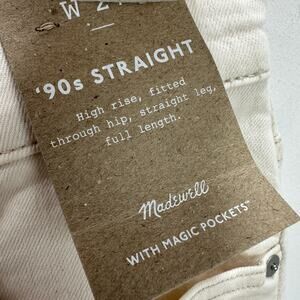 '90s STRAIGHT
High rise, fitted
through hip, straight leg,
full length.
Madewell
WITH MAGIC POCKETS™